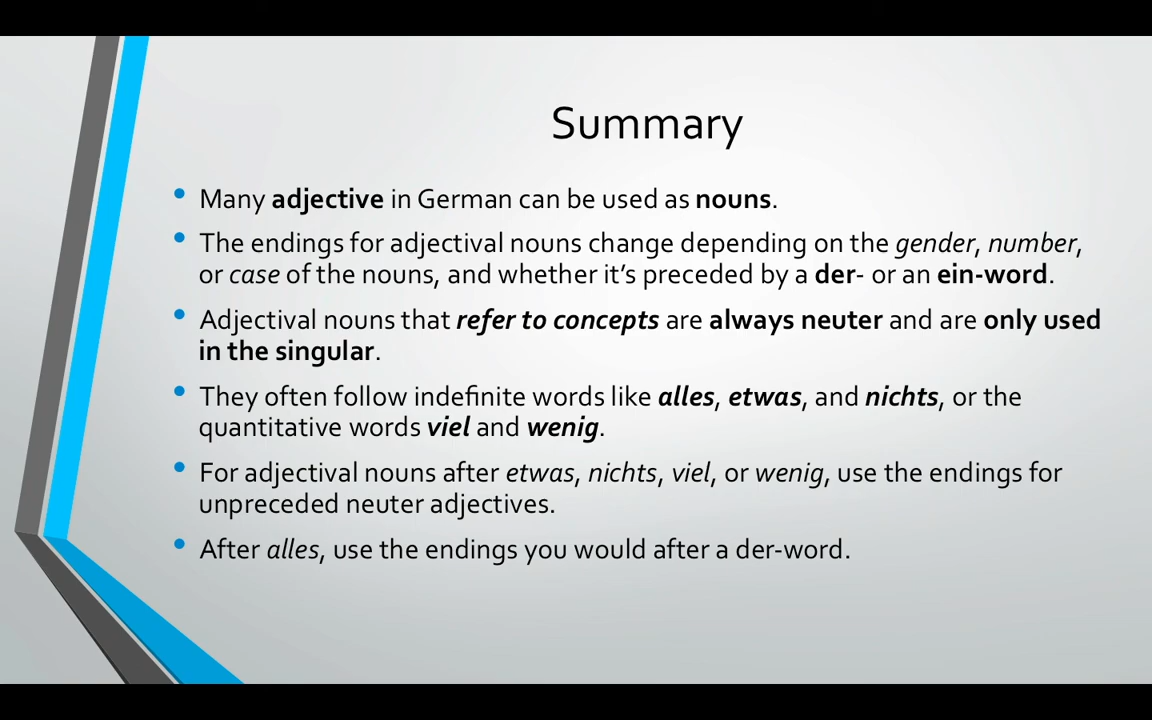 Summary
• Many adjective in German can be used as nouns.
• The endings for adjectival nouns change depending on the gender, number,
or case of the nouns, and whether it's preceded by a der- or an ein-word.
• Adjectival nouns that refer to concepts are always neuter and are only used
in the singular.
• They often follow indefinite words like alles, etwas, and nichts, or the
quantitative words viel and wenig.
• For adjectival nouns after etwas, nichts, viel, or wenig, use the endings for
unpreceded neuter adjectives.
• After alles, use the endings you would after a der-word.